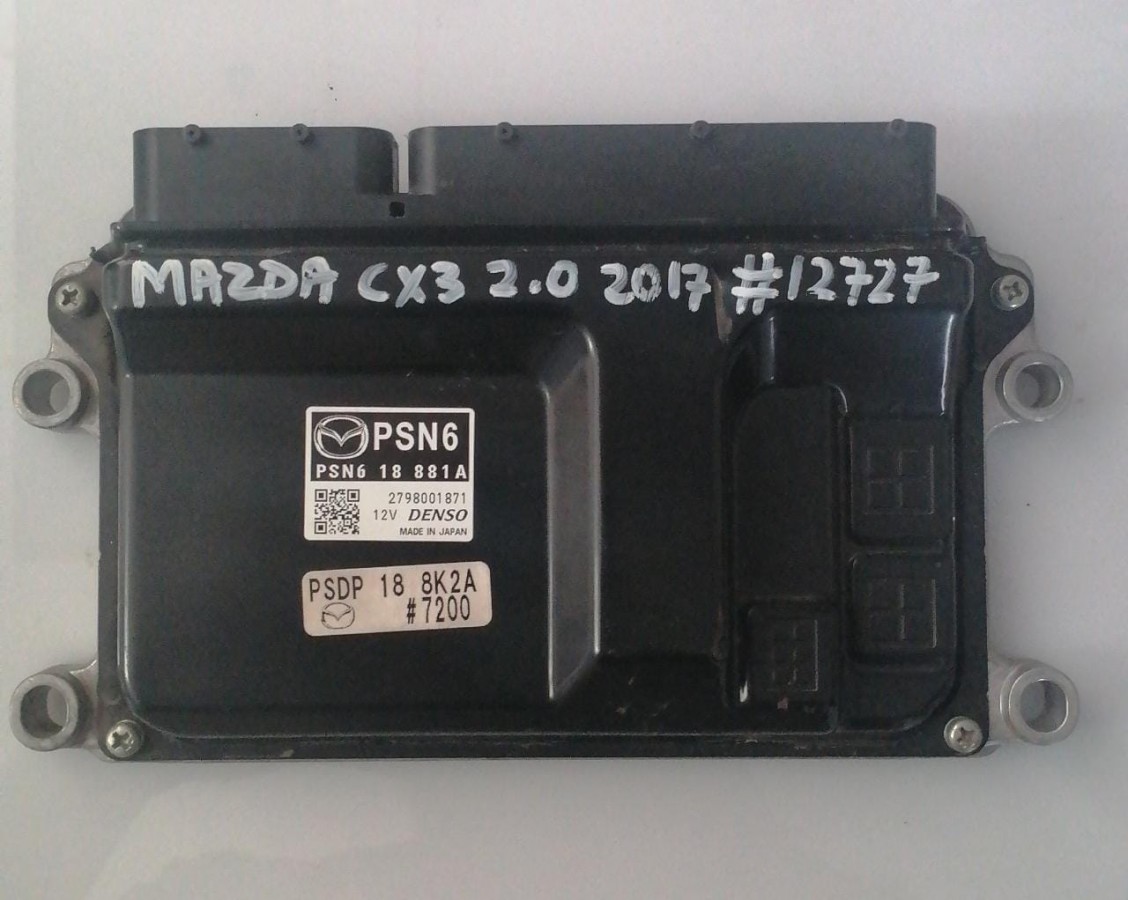 MAZDA CX3 2.0 2017 #12727
PSN6
PSN6 18 881A
2798001871
12V DENSO
MADE IN JAPAN
PSDP 18 8K2A
#7200